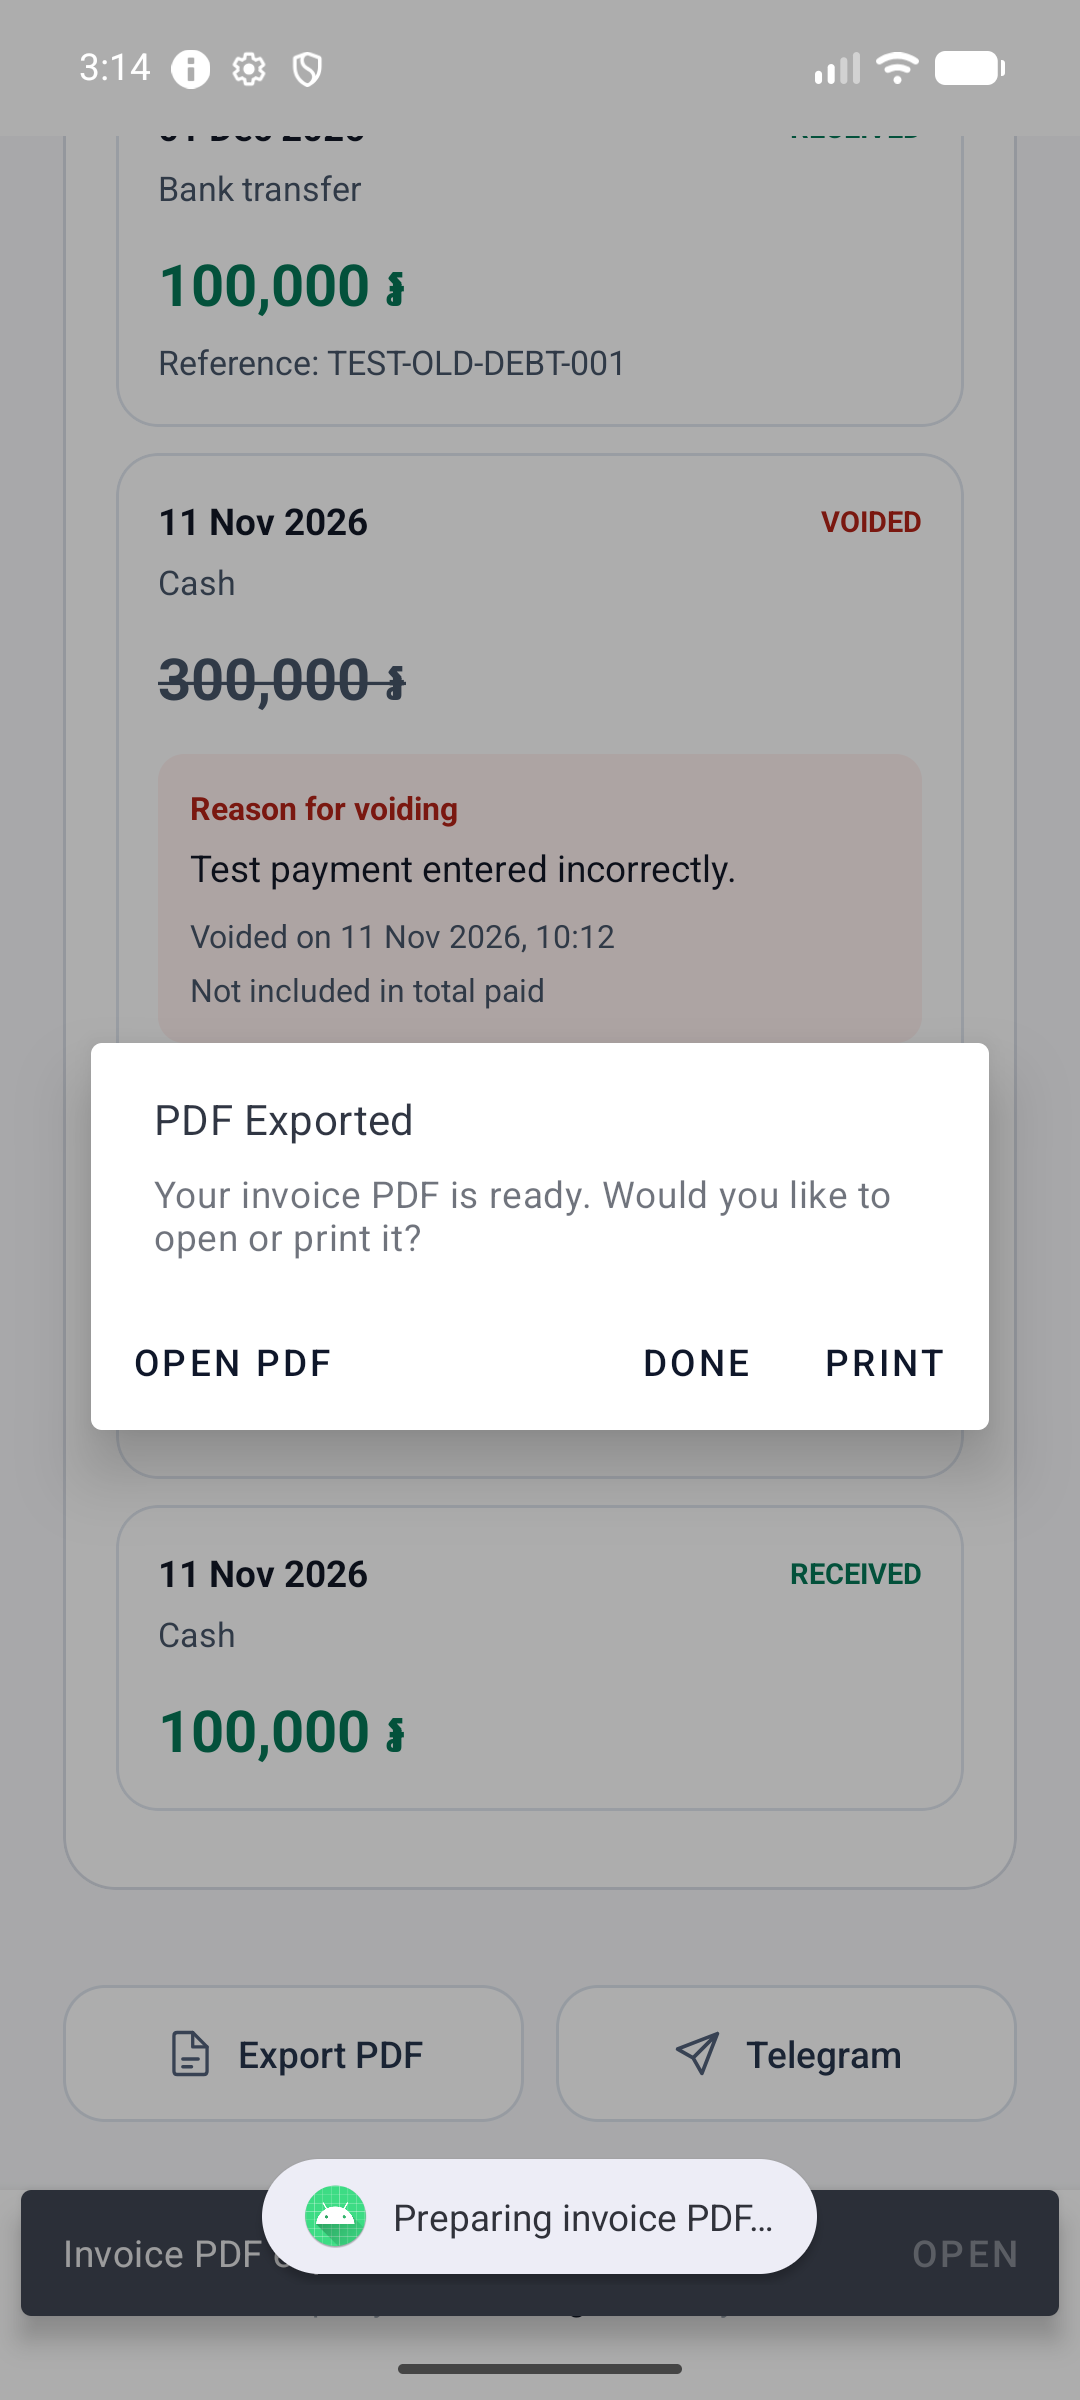 3:14
Bank transfer
100,000 ៛
Reference: TEST-OLD-DEBT-001
11 Nov 2026
VOIDED
Cash
300,000 ៛
Reason for voiding
Test payment entered incorrectly.
Voided on 11 Nov 2026, 10:12
Not included in total paid
PDF Exported
Your invoice PDF is ready. Would you like to
open or print it?
OPEN PDF
DONE
PRINT
11 Nov 2026
RECEIVED
Cash
100,000 ៛
Export PDF
Telegram
Preparing invoice PDF...
Invoice PDF
OPEN